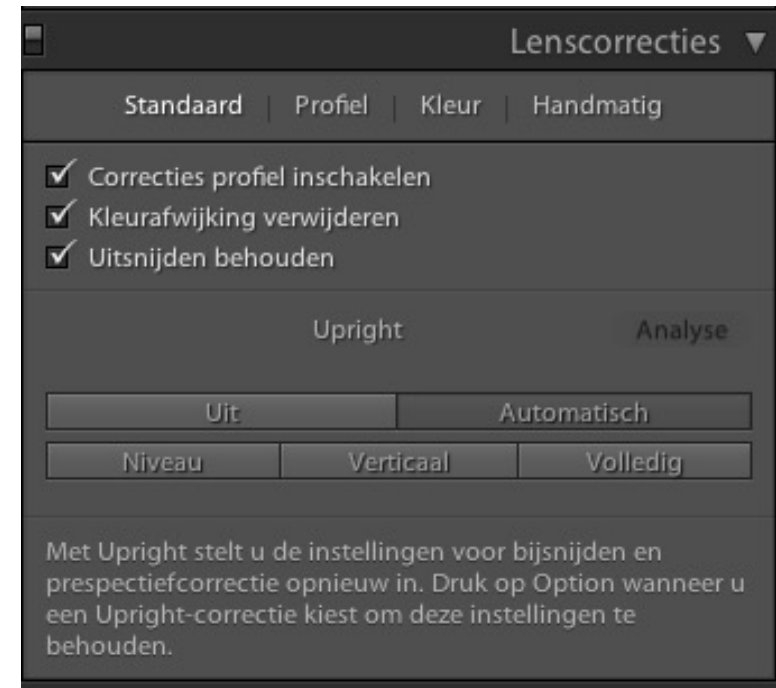 Lenscorrecties
Standaard | Profiel | Kleur | Handmatig
Correcties profiel inschakelen
Kleurafwijking verwijderen
Uitsnijden behouden
Upright Analyse
Uit Automatisch
Niveau Verticaal Volledig
Met Upright stelt u de instellingen voor bijsnijden en
prespectiefcorrectie opnieuw in. Druk op Option wanneer u
een Upright-correctie kiest om deze instellingen te
behouden.